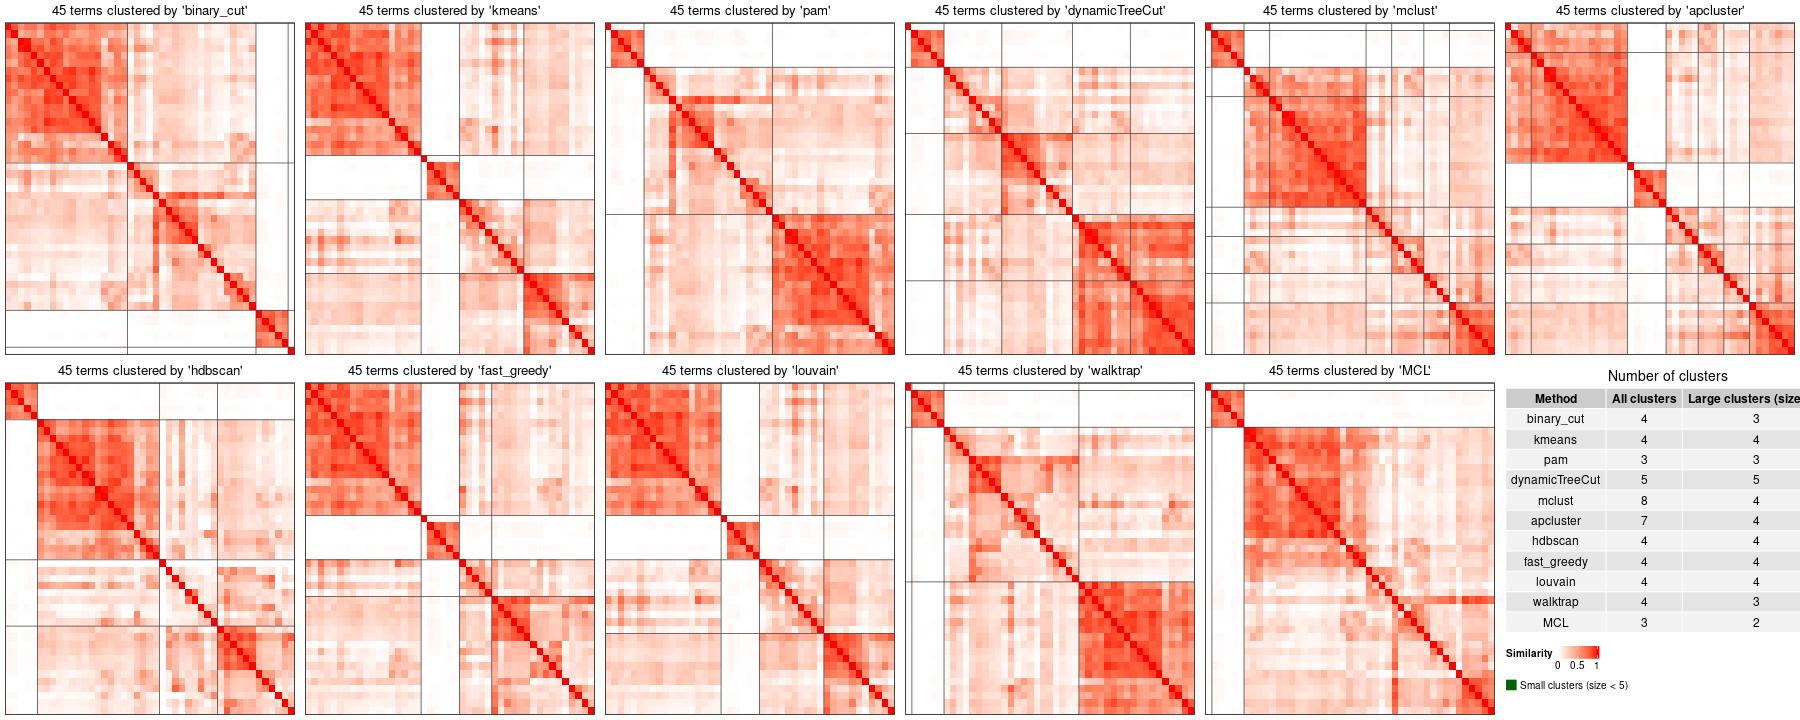 45 terms clustered by 'binary_cut'
45 terms clustered by 'kmeans'
45 terms clustered by 'pam'
45 terms clustered by 'dynamicTreeCut'
45 terms clustered by 'mclust'
45 terms clustered by 'apcluster'
45 terms clustered by 'hdbscan'
45 terms clustered by 'fast_greedy'
45 terms clustered by 'louvain'
45 terms clustered by 'walktrap'
45 terms clustered by 'MCL'
Number of clusters
Method All clusters Large clusters (size
binary_cut 4 3
kmeans 4 4
pam 3 3
dynamicTreeCut 5 5
mclust 8 4
apcluster 7 4
hdbscan 4 4
fast_greedy 4 4
louvain 4 4
walktrap 4 3
MCL 3 2
Similarity
0 0.5 1
Small clusters (size < 5)